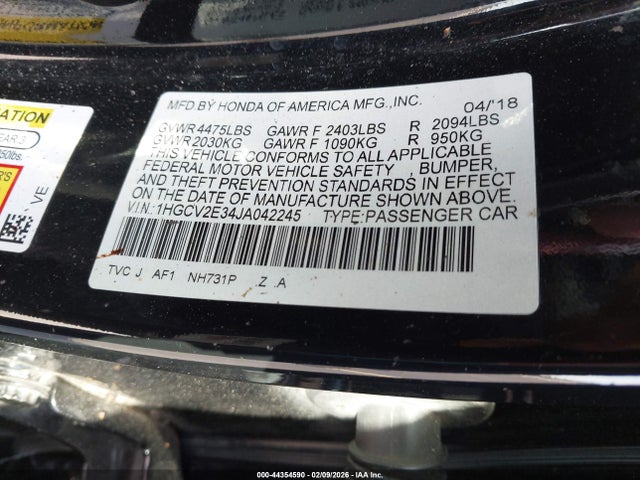 MFD BY HONDA OF AMERICA MFG.,INC. 04/'18
GVWR 4475LBS GAWR F 2403LBS R 2094LBS
GVWR 2030KG GAWR F 1090KG R 950KG
THIS VEHICLE CONFORMS TO ALL APPLICABLE
FEDERAL MOTOR VEHICLE SAFETY , BUMPER,
AND THEFT PREVENTION STANDARDS IN EFFECT
ON THE DATE OF MANUFACTURE SHOWN ABOVE.
V.I.N.:1HGCV2E34JA042245 TYPE:PASSENGER CAR
TVC J AF1 NH731P .Z .A
VE
000-44354590 | 02/09/2026 - IAA Inc.